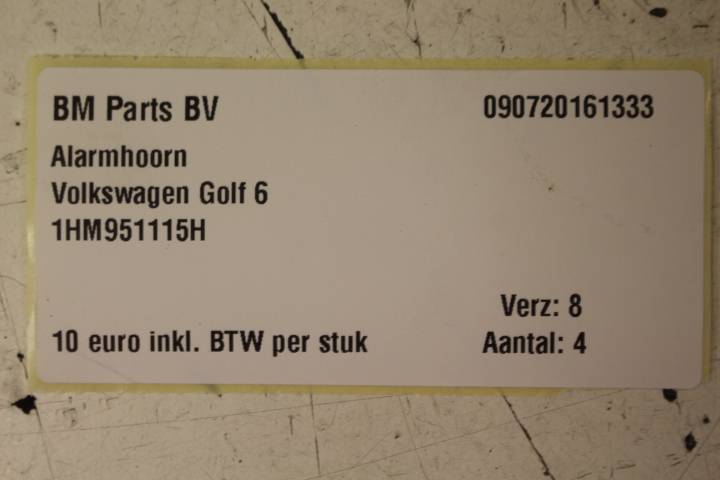 BM Parts BV 090720161333
Alarmhoorn
Volkswagen Golf 6
1HM951115H
Verz: 8
10 euro inkl. BTW per stuk Aantal: 4